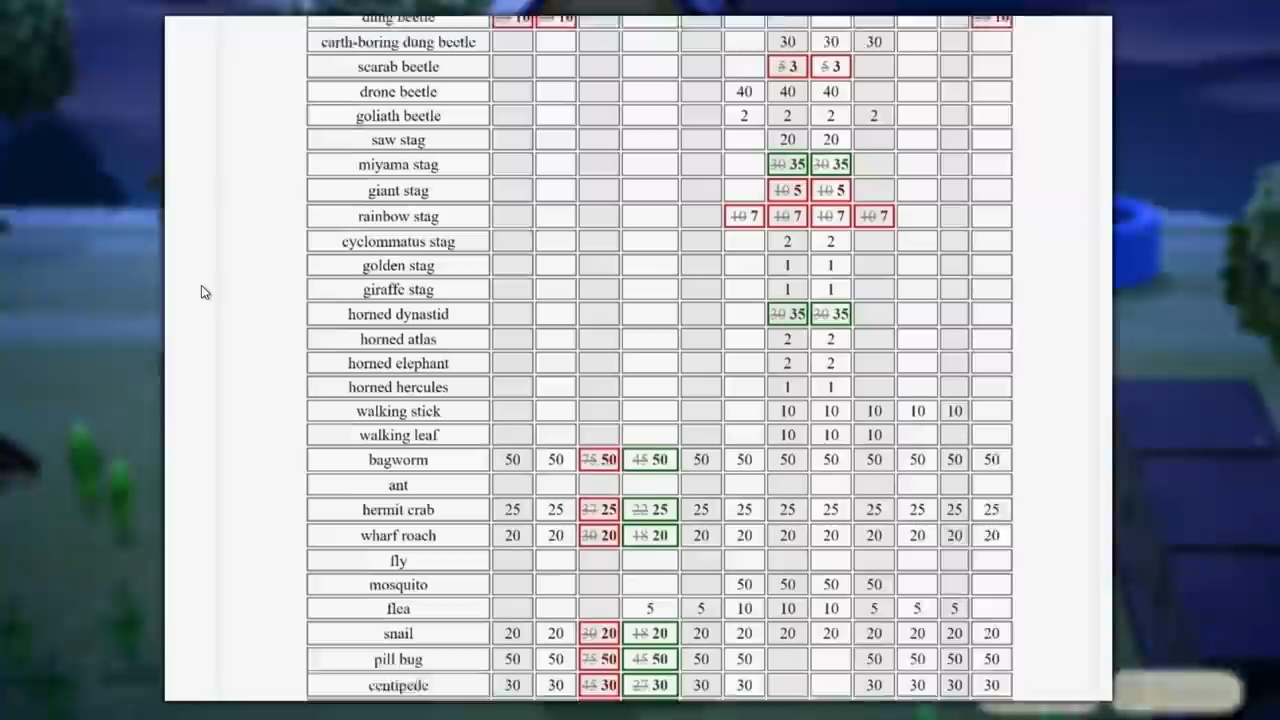 dung beetle 10 10 10
earth-boring dung beetle 30 30 30
scarab beetle 5 3 5 3
drone beetle 40 40 40
goliath beetle 2 2 2 2
saw stag 20 20
miyama stag 30 35 30 35
giant stag 10 5 10 5
rainbow stag 10 7 10 7 10 7 10 7
cyclommatus stag 2 2
golden stag 1 1
giraffe stag 1 1
horned dynastid 30 35 30 35
horned atlas 2 2
horned elephant 2 2
horned hercules 1 1
walking stick 10 10 10 10 10
walking leaf 10 10 10
bagworm 50 50 75 50 45 50 50 50 50 50 50 50 50 50
ant
hermit crab 25 25 37 25 22 25 25 25 25 25 25 25 25 25
wharf roach 20 20 30 20 18 20 20 20 20 20 20 20 20 20
fly
mosquito 50 50 50 50
flea 5 5 10 10 10 5 5 5
snail 20 20 30 20 18 20 20 20 20 20 20 20 20 20
pill bug 50 50 75 50 45 50 50 50 50 50 50 50
centipede 30 30 45 30 27 30 30 30 30 30 30 30